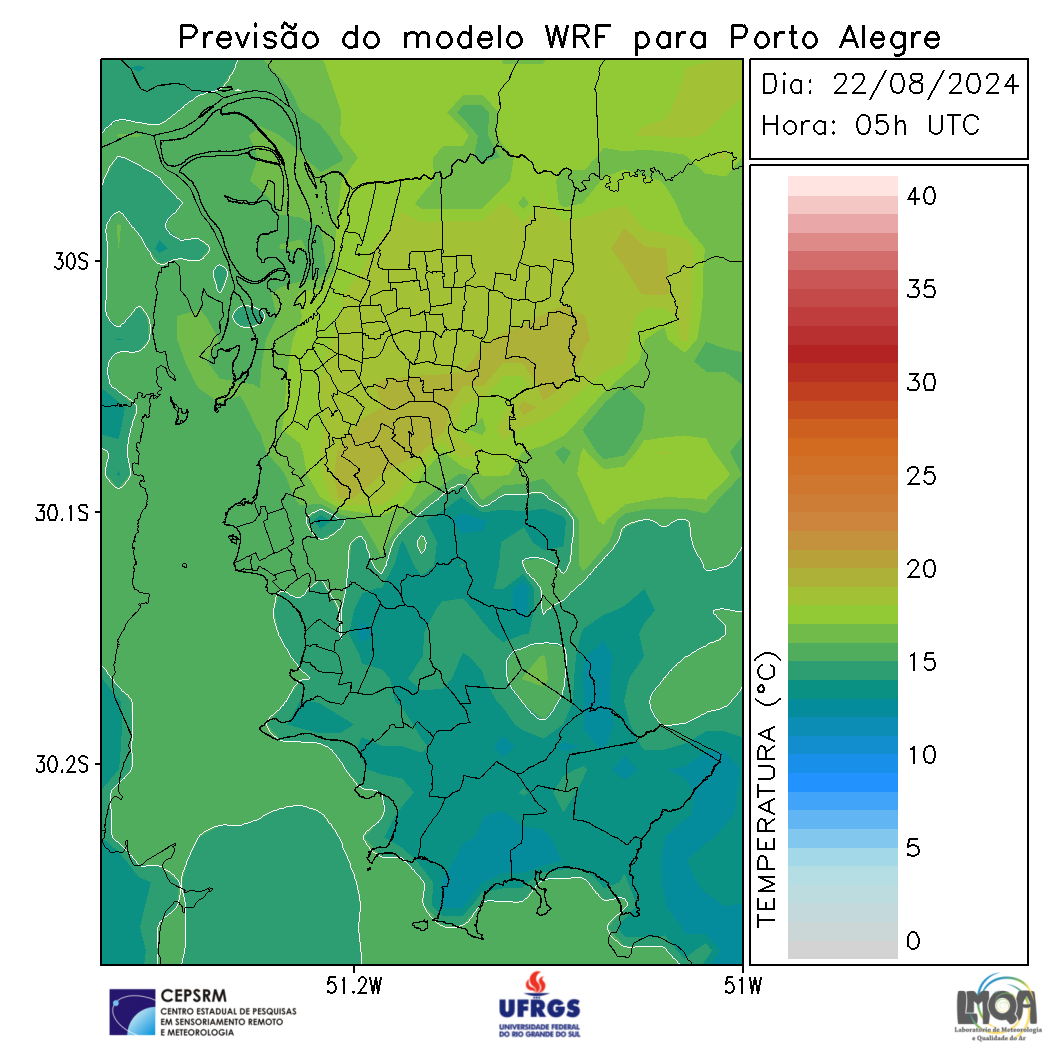 Previsão do modelo WRF para Porto Alegre
Dia: 22/08/2024
Hora: 05h UTC
30S
30.1S
30.2S
51.2W
51W
40
35
30
25
20
15
10
5
0
TEMPERATURA (°C)
CEPSRM
CENTRO ESTADUAL DE PESQUISAS
EM SENSORIAMENTO REMOTO
E METEOROLOGIA
UFRGS
UNIVERSIDADE FEDERAL
DO RIO GRANDE DO SUL
LMQA
Laboratório de Meteorologia
e Qualidade do Ar